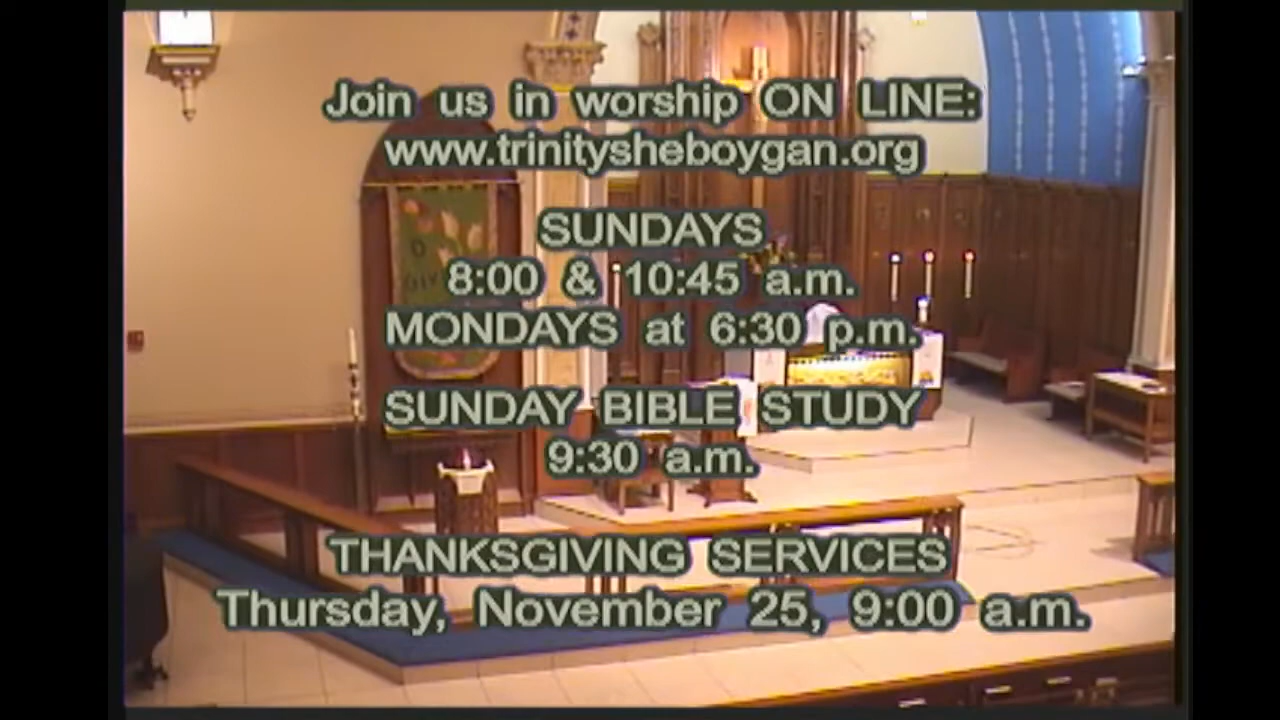 Join us in worship ON LINE:
www.trinitysheboygan.org
SUNDAYS
8:00 & 10:45 a.m.
MONDAYS at 6:30 p.m.
SUNDAY BIBLE STUDY
9:30 a.m.
THANKSGIVING SERVICES
Thursday, November 25, 9:00 a.m.